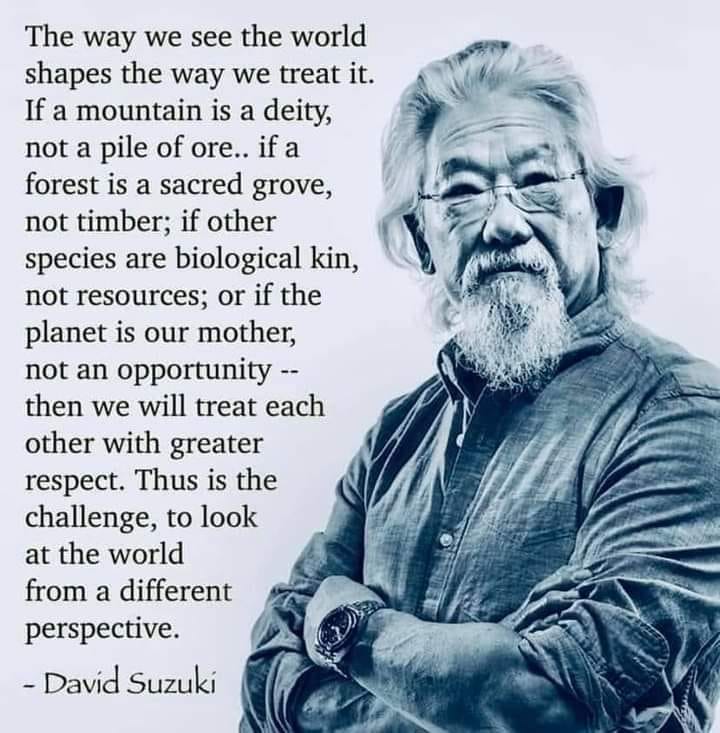 The way we see the world
shapes the way we treat it.
If a mountain is a deity,
not a pile of ore.. if a
forest is a sacred grove,
not timber; if other
species are biological kin,
not resources; or if the
planet is our mother,
not an opportunity --
then we will treat each
other with greater
respect. Thus is the
challenge, to look
at the world
from a different
perspective.
- David Suzuki